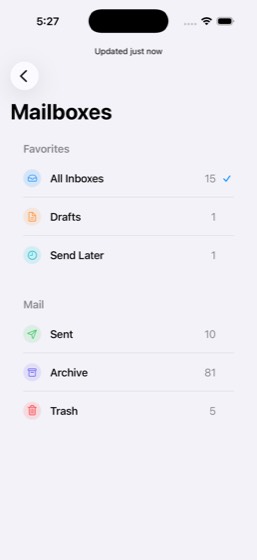 5:27
Updated just now
Mailboxes
Favorites
All Inboxes 15
Drafts 1
Send Later 1
Mail
Sent 10
Archive 81
Trash 5